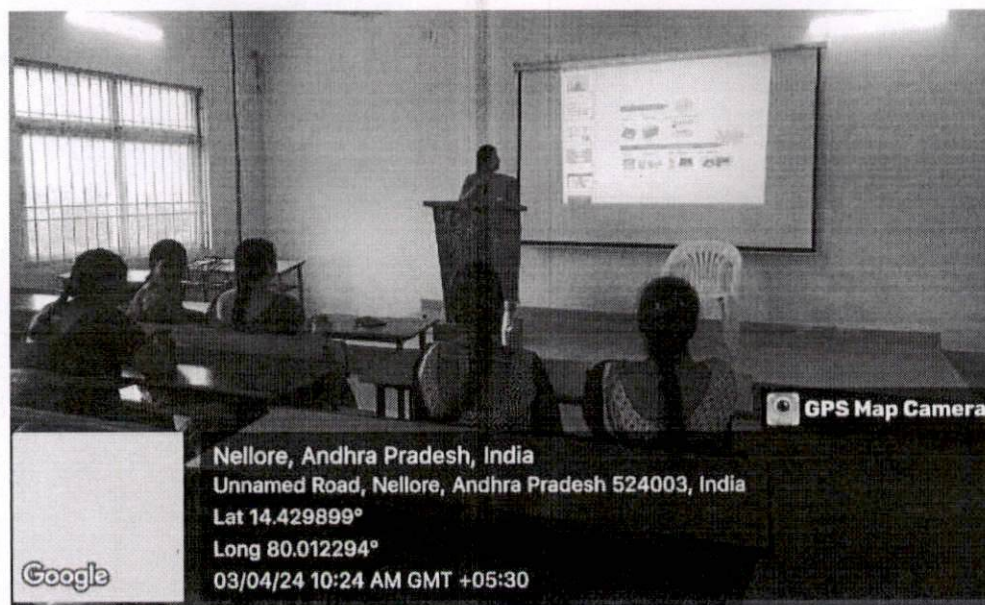 GPS Map Camera
Nellore, Andhra Pradesh, India
Unnamed Road, Nellore, Andhra Pradesh 524003, India
Lat 14.429899°
Long 80.012294°
03/04/24 10:24 AM GMT +05:30
Google